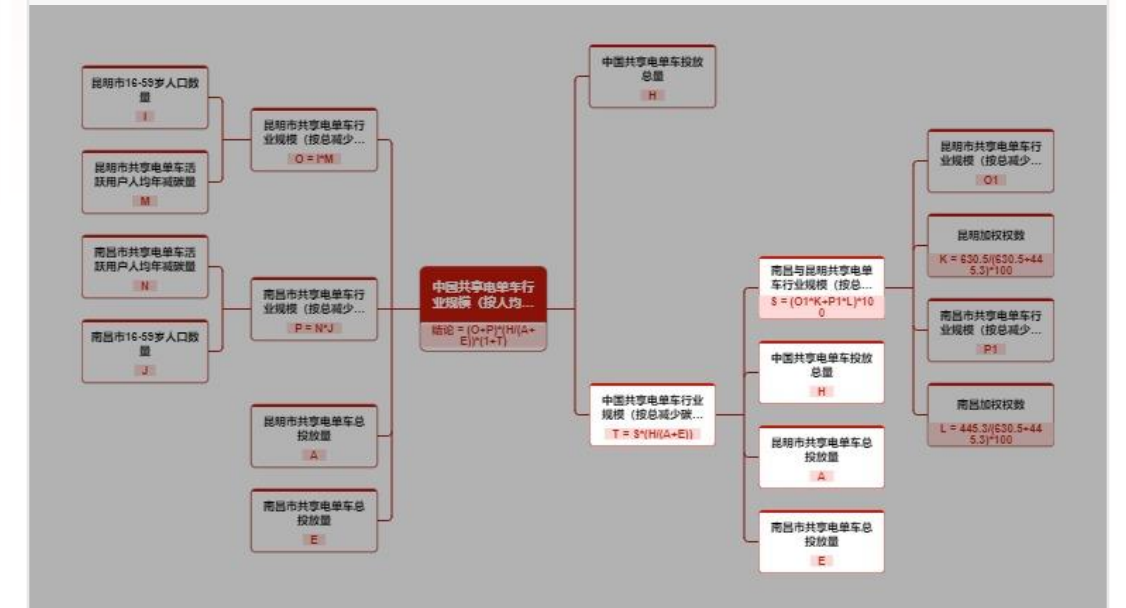 昆明市16-59岁人口数
量
I
昆明市共享电单车活
跃用户人均年减碳量
M
南昌市共享电单车活
跃用户人均年减碳量
N
南昌市16-59岁人口数
量
J
昆明市共享电单车行
业规模（按总减少...
O = I*M
南昌市共享电单车行
业规模（按总减少...
P = N*J
昆明市共享电单车总
投放量
A
南昌市共享电单车总
投放量
E
中国共享电单车行
业规模（按人均...
结论 = (O+P)*(H/(A+
E))*(1+T)
中国共享电单车投放
总量
H
中国共享电单车行业
规模（按总减少碳...
T = S*(H/(A+E))
南昌与昆明共享电单
车行业规模（按总...
S = (O1*K+P1*L)*10
0
中国共享电单车投放
总量
H
昆明市共享电单车总
投放量
A
南昌市共享电单车总
投放量
E
昆明市共享电单车行
业规模（按总减少...
O1
昆明加权权数
K = 630.5/(630.5+44
5.3)*100
南昌市共享电单车行
业规模（按总减少...
P1
南昌加权权数
L = 445.3/(630.5+44
5.3)*100